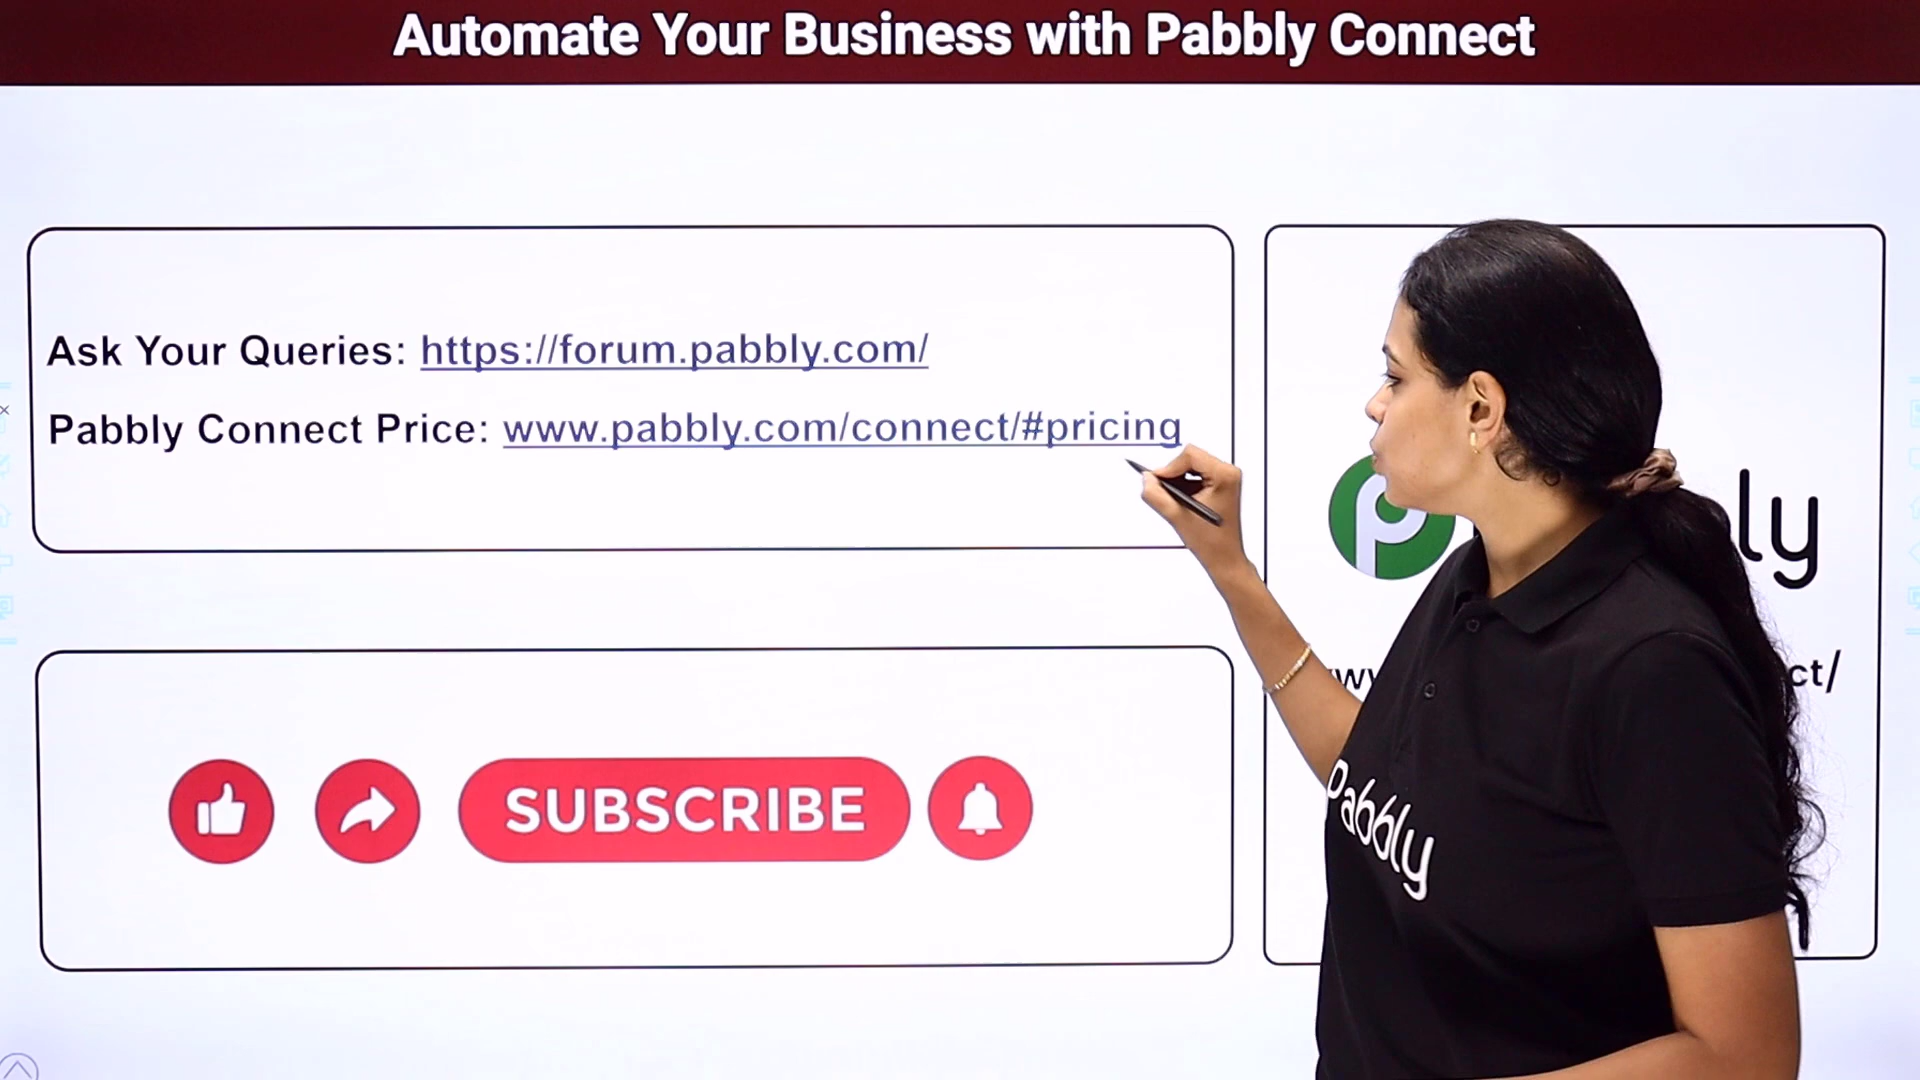 Automate Your Business with Pabbly Connect
Ask Your Queries: https://forum.pabbly.com/
Pabbly Connect Price: www.pabbly.com/connect/#pricing
ly
ct/
SUBSCRIBE
Pabbly